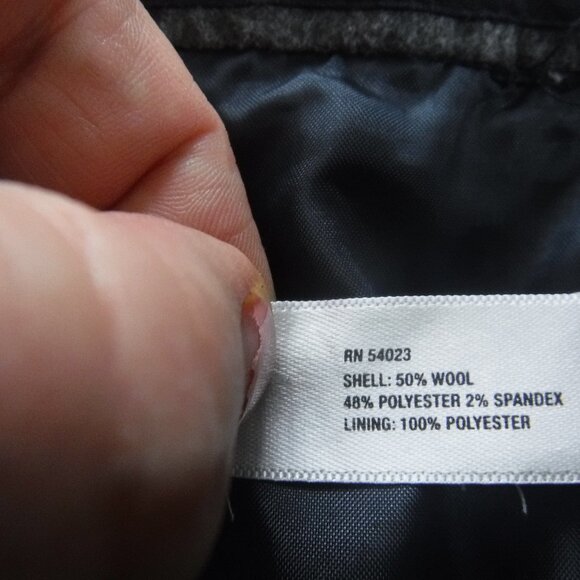 RN 54023
SHELL: 50% WOOL
48% POLYESTER 2% SPANDEX
LINING: 100% POLYESTER